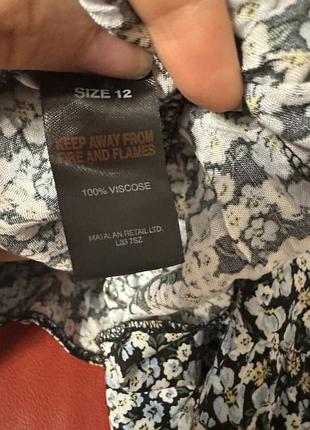 SIZE 12
KEEP AWAY FROM
FIRE AND FLAMES
100% VISCOSE
MATALAN RETAIL LTD.
L33 7SZ